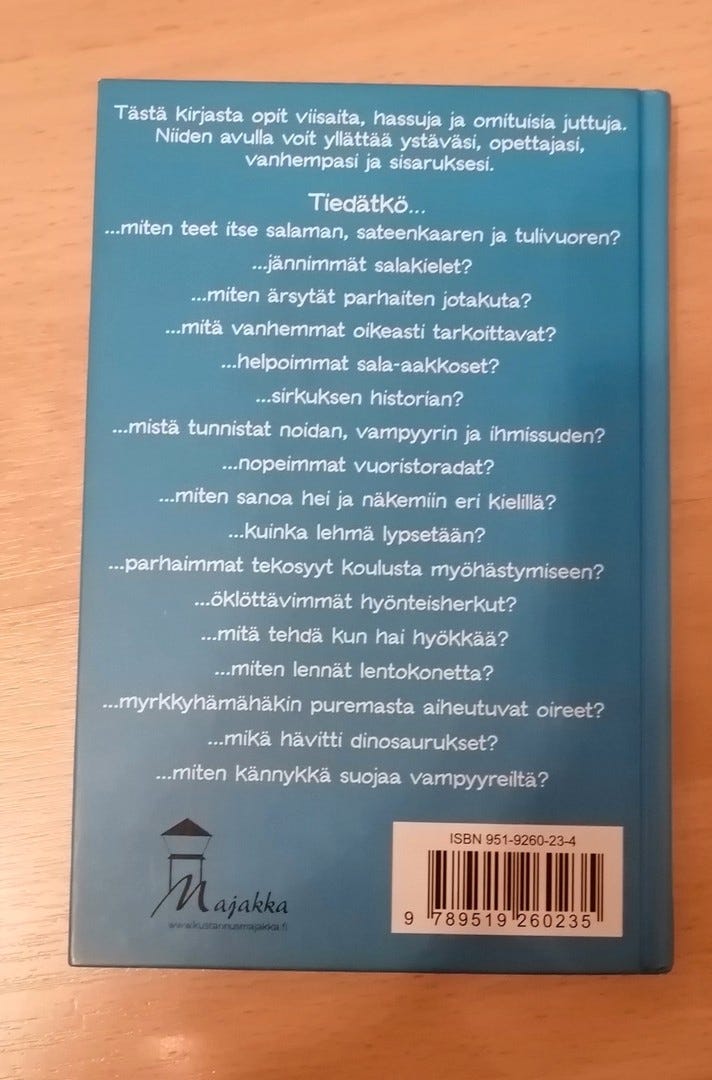 Tästä kirjasta opit viisaita, hassuja ja omituisia juttuja.
Niiden avulla voit yllättää ystäväsi, opettajasi,
vanhempasi ja sisaruksesi.
Tiedätkö...
...miten teet itse salaman, sateenkaaren ja tulivuoren?
...jännimmät salakielet?
...miten ärsytät parhaiten jotakuta?
...mitä vanhemmat oikeasti tarkoittavat?
...helpoimmat sala-aakkoset?
...sirkuksen historian?
...mistä tunnistat noidan, vampyyrin ja ihmissuden?
...nopeimmat vuoristoradat?
...miten sanoa hei ja näkemiin eri kielillä?
...kuinka lehmä lypsetään?
...parhaimmat tekosyyt koulusta myöhästymiseen?
...öklöttävimmät hyönteisherkut?
...mitä tehdä kun hai hyökkää?
...miten lennät lentokonetta?
...myrkkyhämähäkin puremasta aiheutuvat oireet?
...mikä hävitti dinosaurukset?
...miten kännykkä suojaa vampyyreiltä?
Majakka
www.kustannusmajakka.fi
ISBN 951-9260-23-4
9 789519 260235